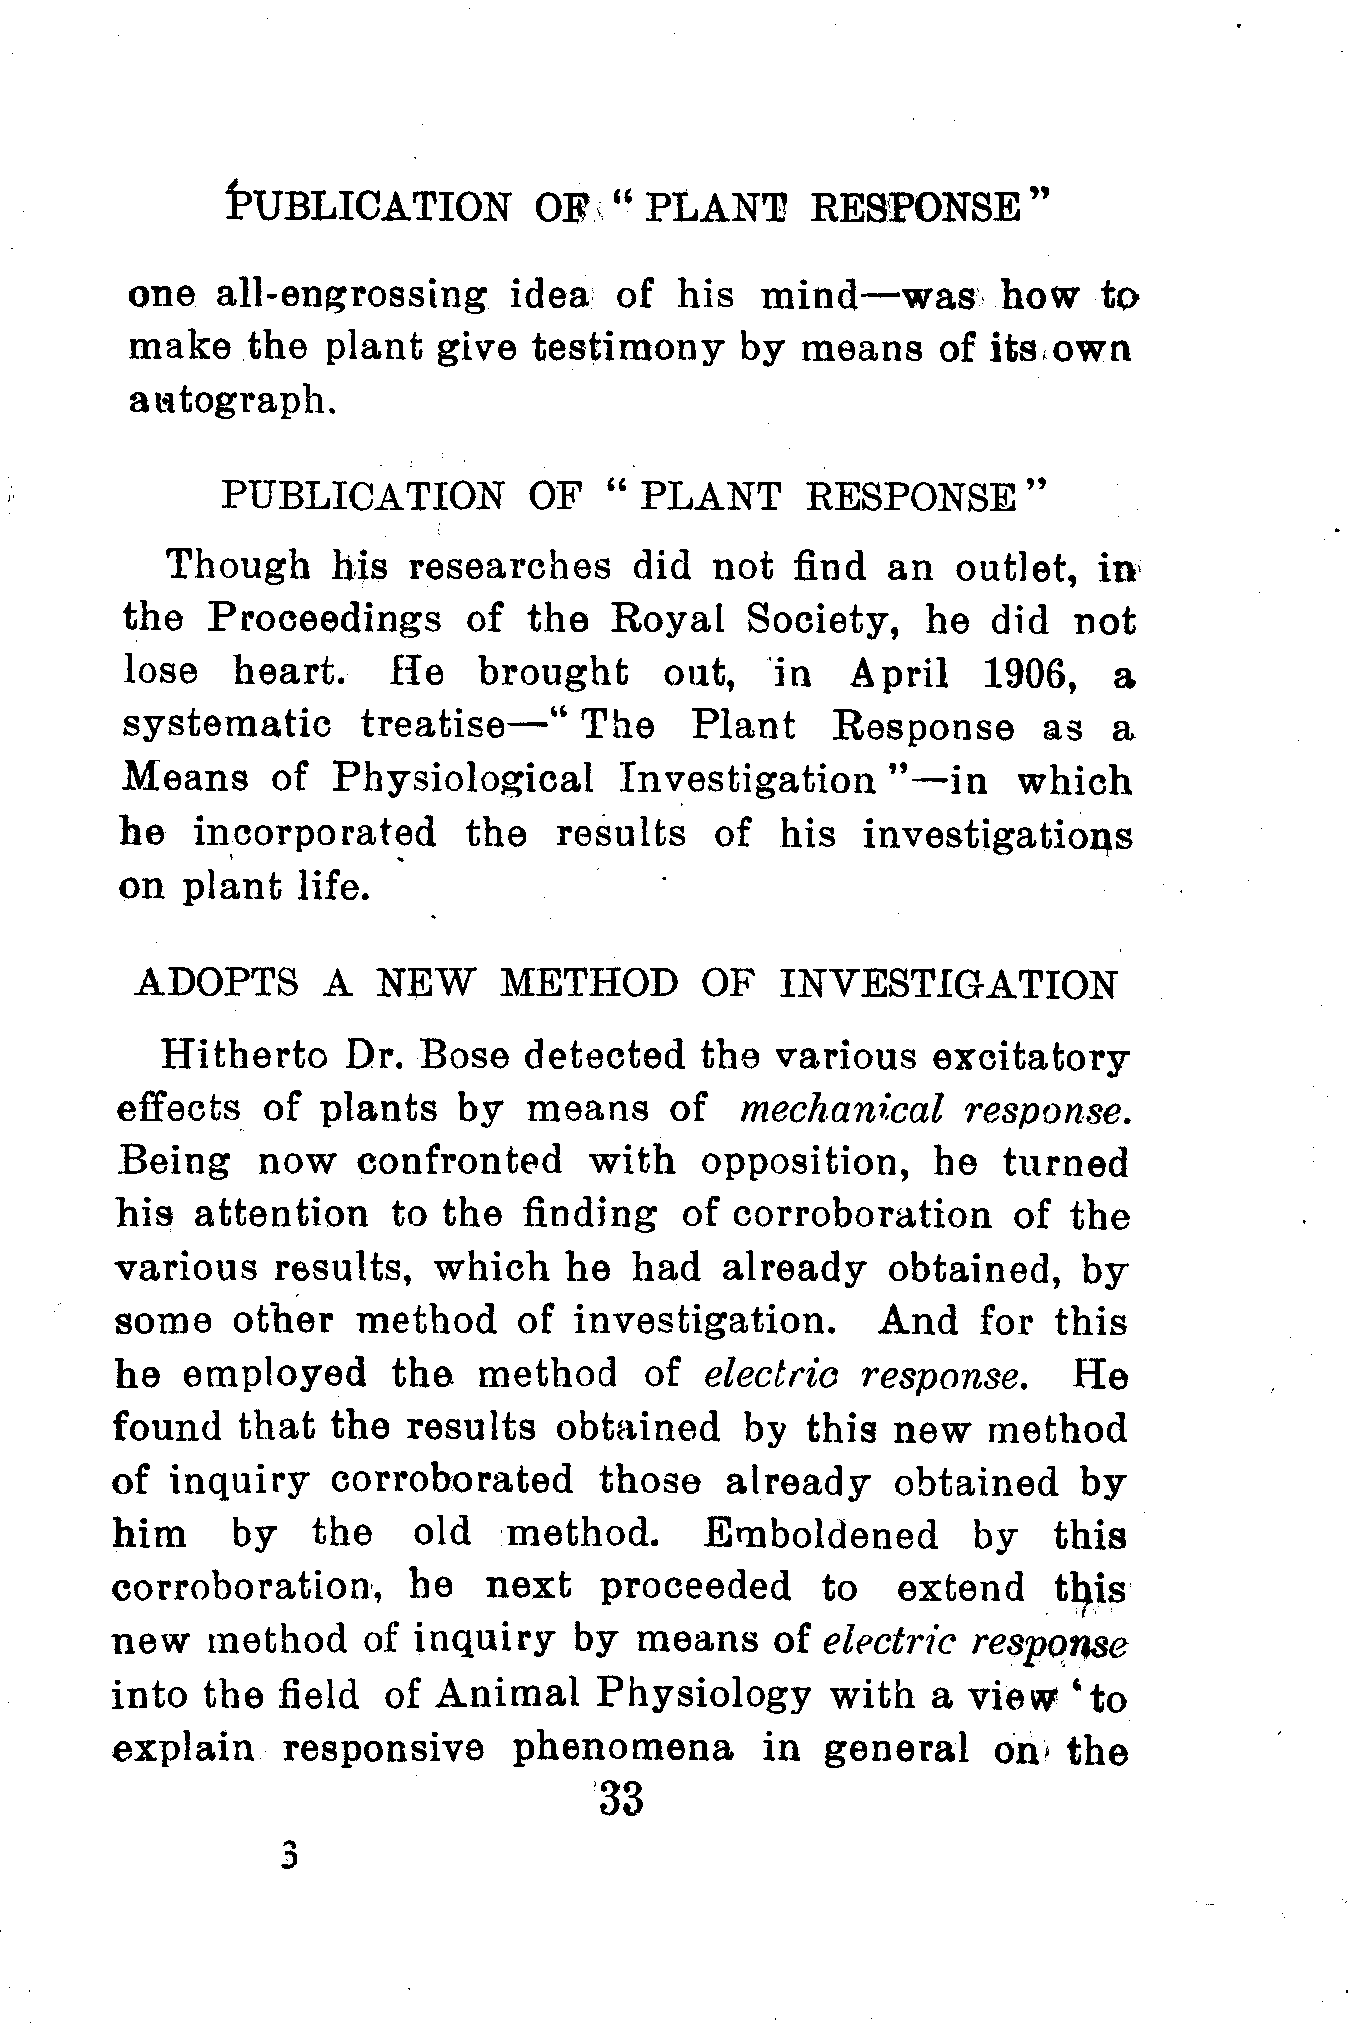 PUBLICATION OF “ PLANT RESPONSE ”
one all-engrossing idea of his mind—was how to
make the plant give testimony by means of its own
autograph.
PUBLICATION OF “ PLANT RESPONSE ”
Though his researches did not find an outlet, in
the Proceedings of the Royal Society, he did not
lose heart. He brought out, in April 1906, a
systematic treatise—“ The Plant Response as a
Means of Physiological Investigation ”—in which
he incorporated the results of his investigations
on plant life.
ADOPTS A NEW METHOD OF INVESTIGATION
Hitherto Dr. Bose detected the various excitatory
effects of plants by means of mechanical response.
Being now confronted with opposition, he turned
his attention to the finding of corroboration of the
various results, which he had already obtained, by
some other method of investigation. And for this
he employed the method of electric response. He
found that the results obtained by this new method
of inquiry corroborated those already obtained by
him by the old method. Emboldened by this
corroboration, he next proceeded to extend this
new method of inquiry by means of electric response
into the field of Animal Physiology with a view ‘ to
explain responsive phenomena in general on the
33
3